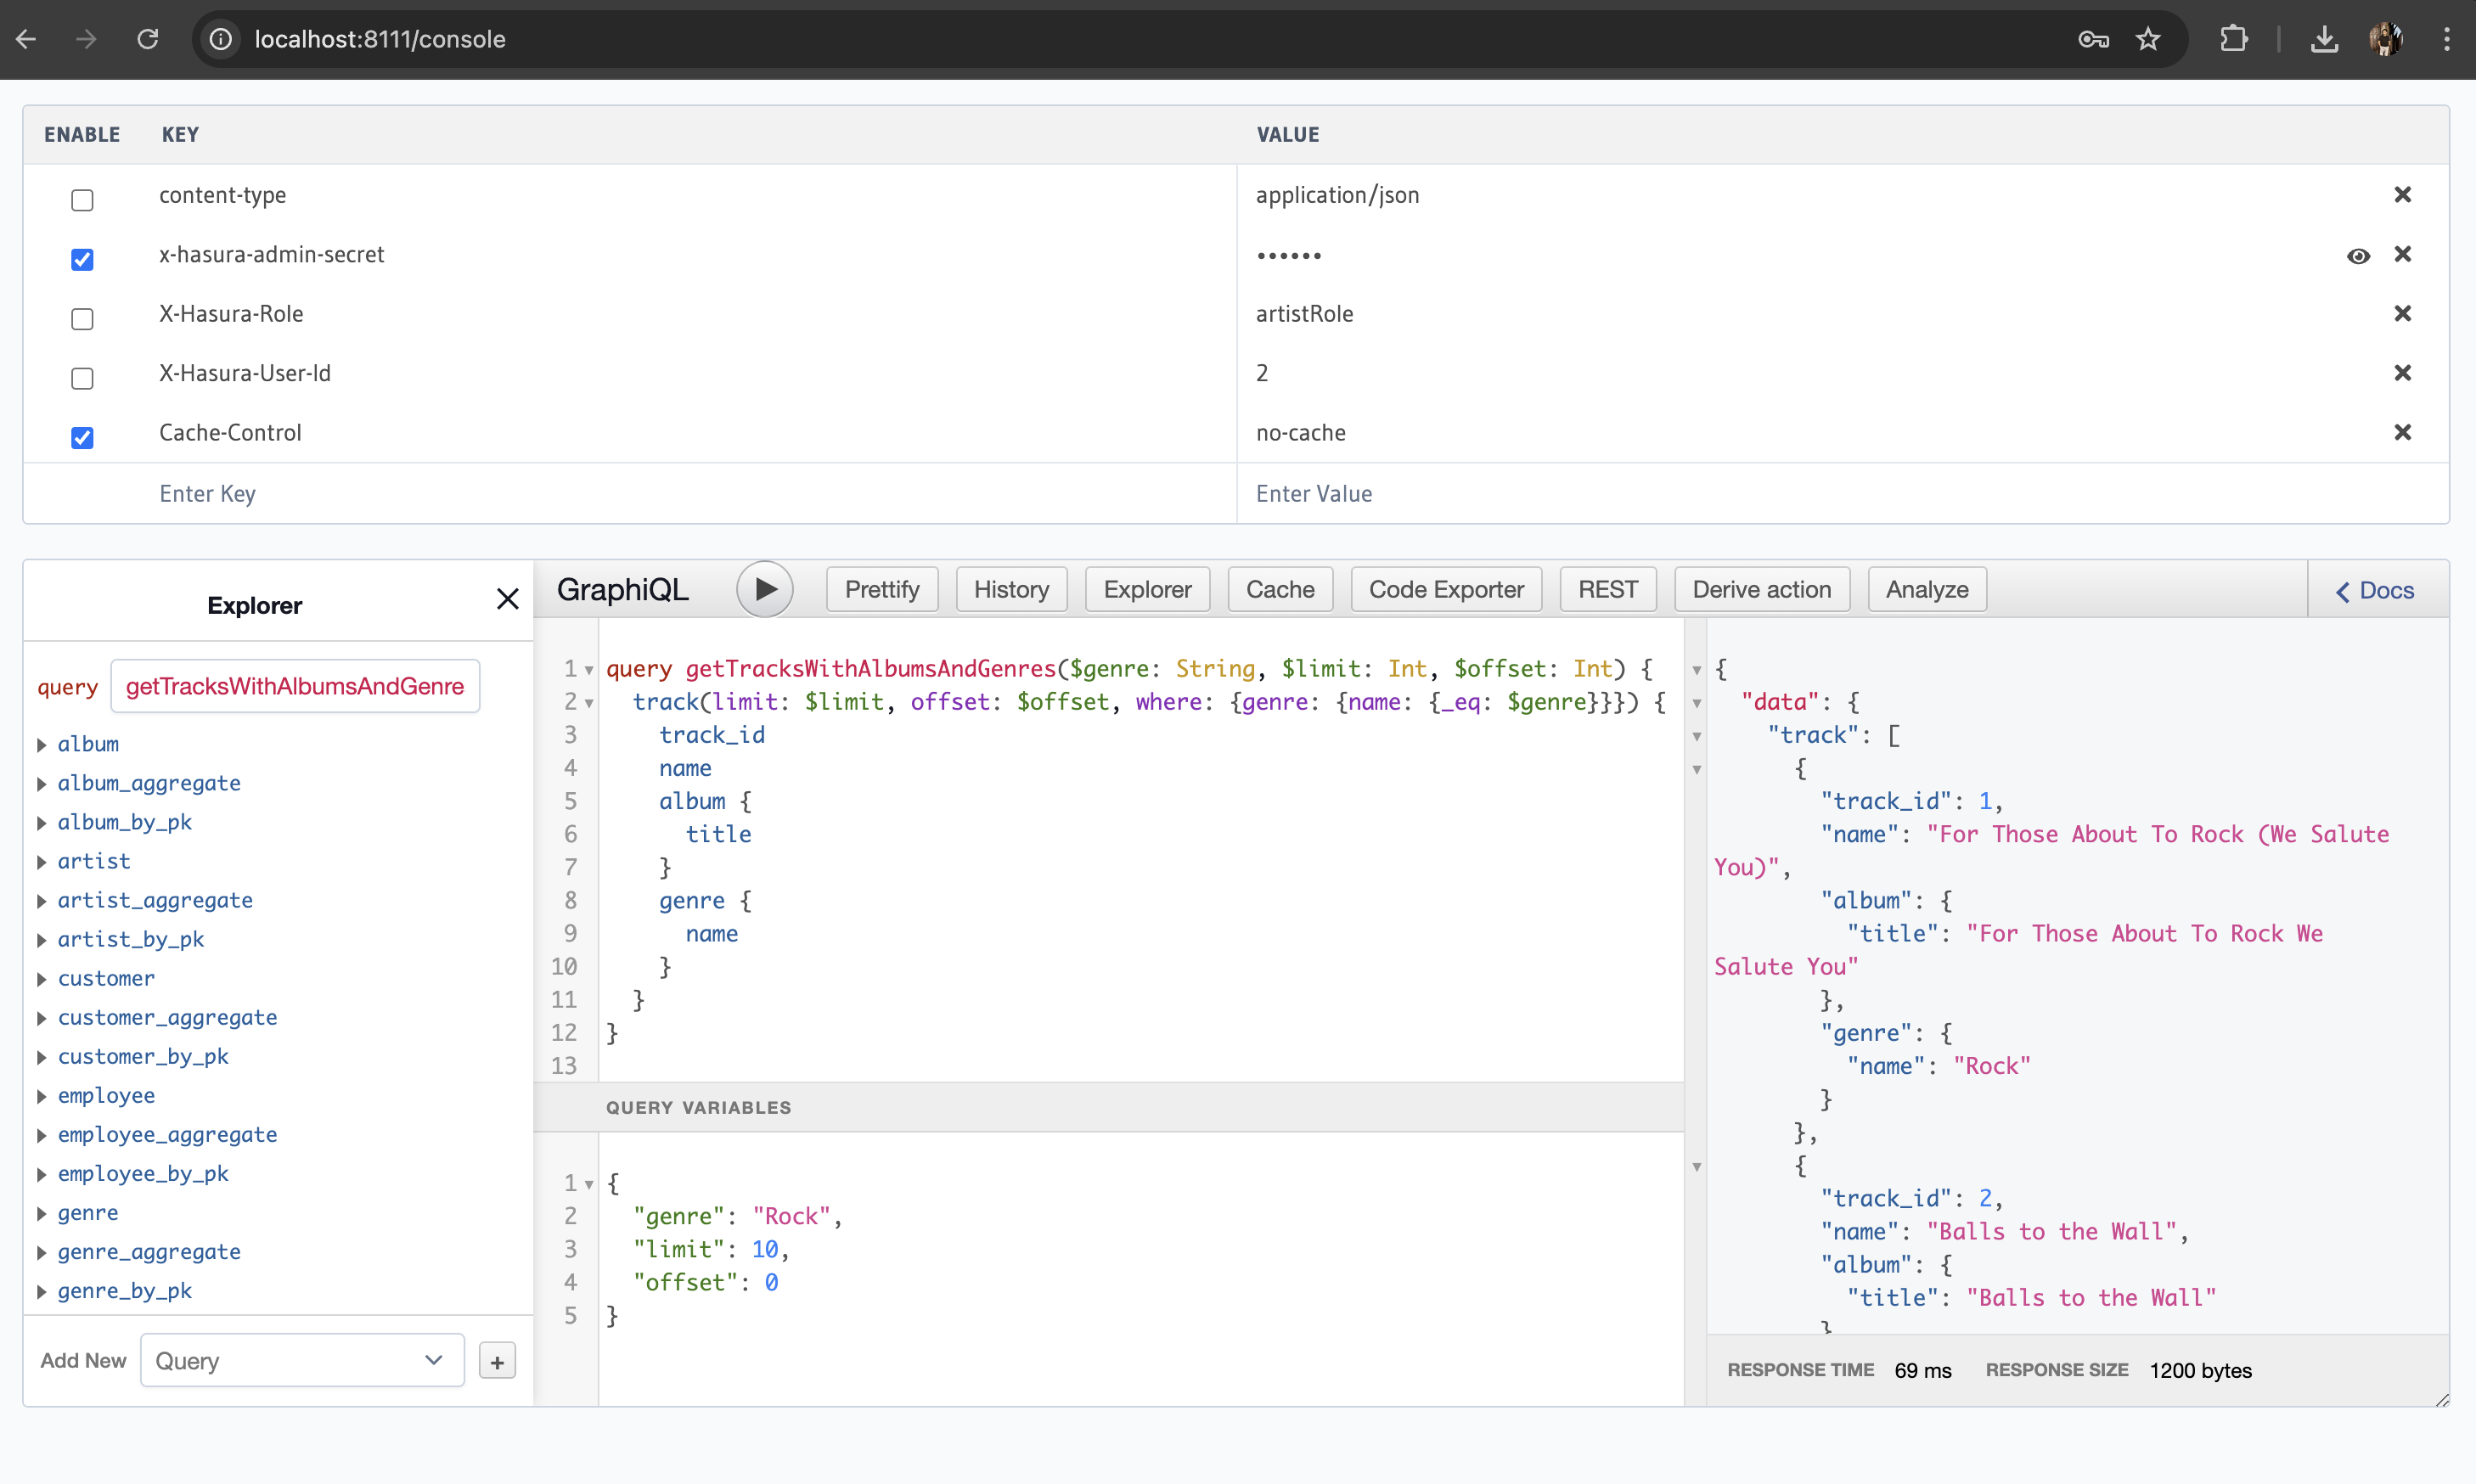 localhost:8111/console
ENABLE KEY VALUE
content-type application/json
x-hasura-admin-secret ••••••
X-Hasura-Role artistRole
X-Hasura-User-Id 2
Cache-Control no-cache
Enter Key Enter Value
Explorer
query getTracksWithAlbumsAndGenre
album
album_aggregate
album_by_pk
artist
artist_aggregate
artist_by_pk
customer
customer_aggregate
customer_by_pk
employee
employee_aggregate
employee_by_pk
genre
genre_aggregate
genre_by_pk
Add New Query +
GraphiQL Prettify History Explorer Cache Code Exporter REST Derive action Analyze Docs
1 query getTracksWithAlbumsAndGenres($genre: String, $limit: Int, $offset: Int) {
2 track(limit: $limit, offset: $offset, where: {genre: {name: {_eq: $genre}}}) {
3 track_id
4 name
5 album {
6 title
7 }
8 genre {
9 name
10 }
11 }
12 }
13
QUERY VARIABLES
1 {
2 "genre": "Rock",
3 "limit": 10,
4 "offset": 0
5 }
{
"data": {
"track": [
{
"track_id": 1,
"name": "For Those About To Rock (We Salute
You)",
"album": {
"title": "For Those About To Rock We
Salute You"
},
"genre": {
"name": "Rock"
}
},
{
"track_id": 2,
"name": "Balls to the Wall",
"album": {
"title": "Balls to the Wall"
}
RESPONSE TIME 69 ms RESPONSE SIZE 1200 bytes